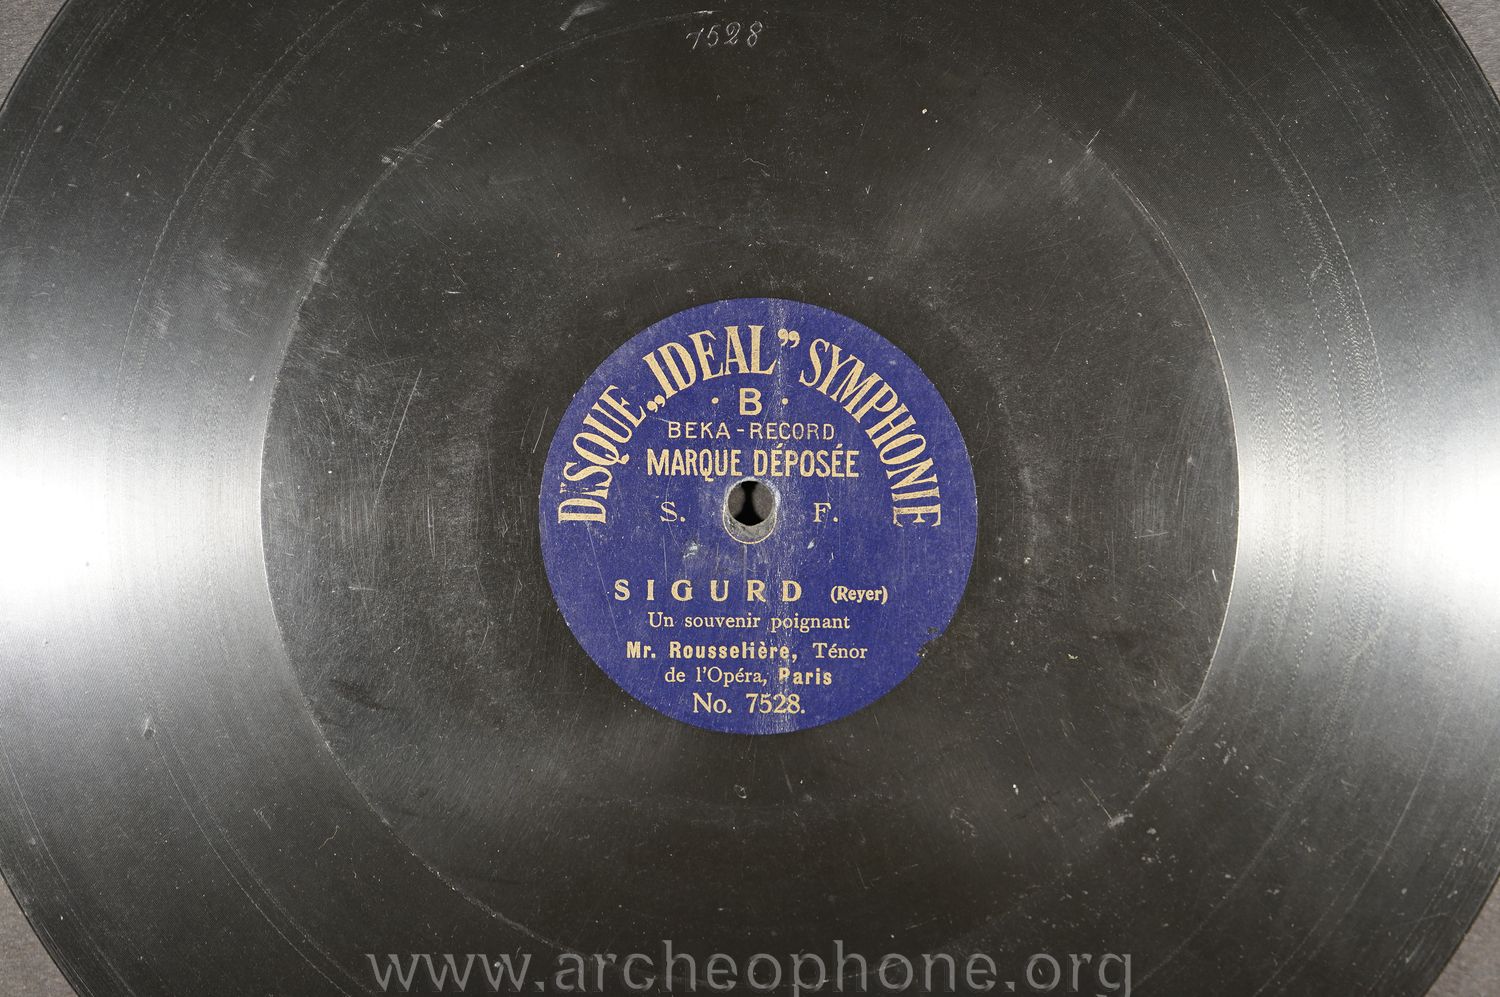 7528
DISQUE „IDEAL” SYMPHONIE
· B ·
BEKA-RECORD
MARQUE DÉPOSÉE
S. F.
SIGURD (Reyer)
Un souvenir poignant
Mr. Rousselière, Ténor
de l'Opéra, Paris
No. 7528.
www.archeophone.org